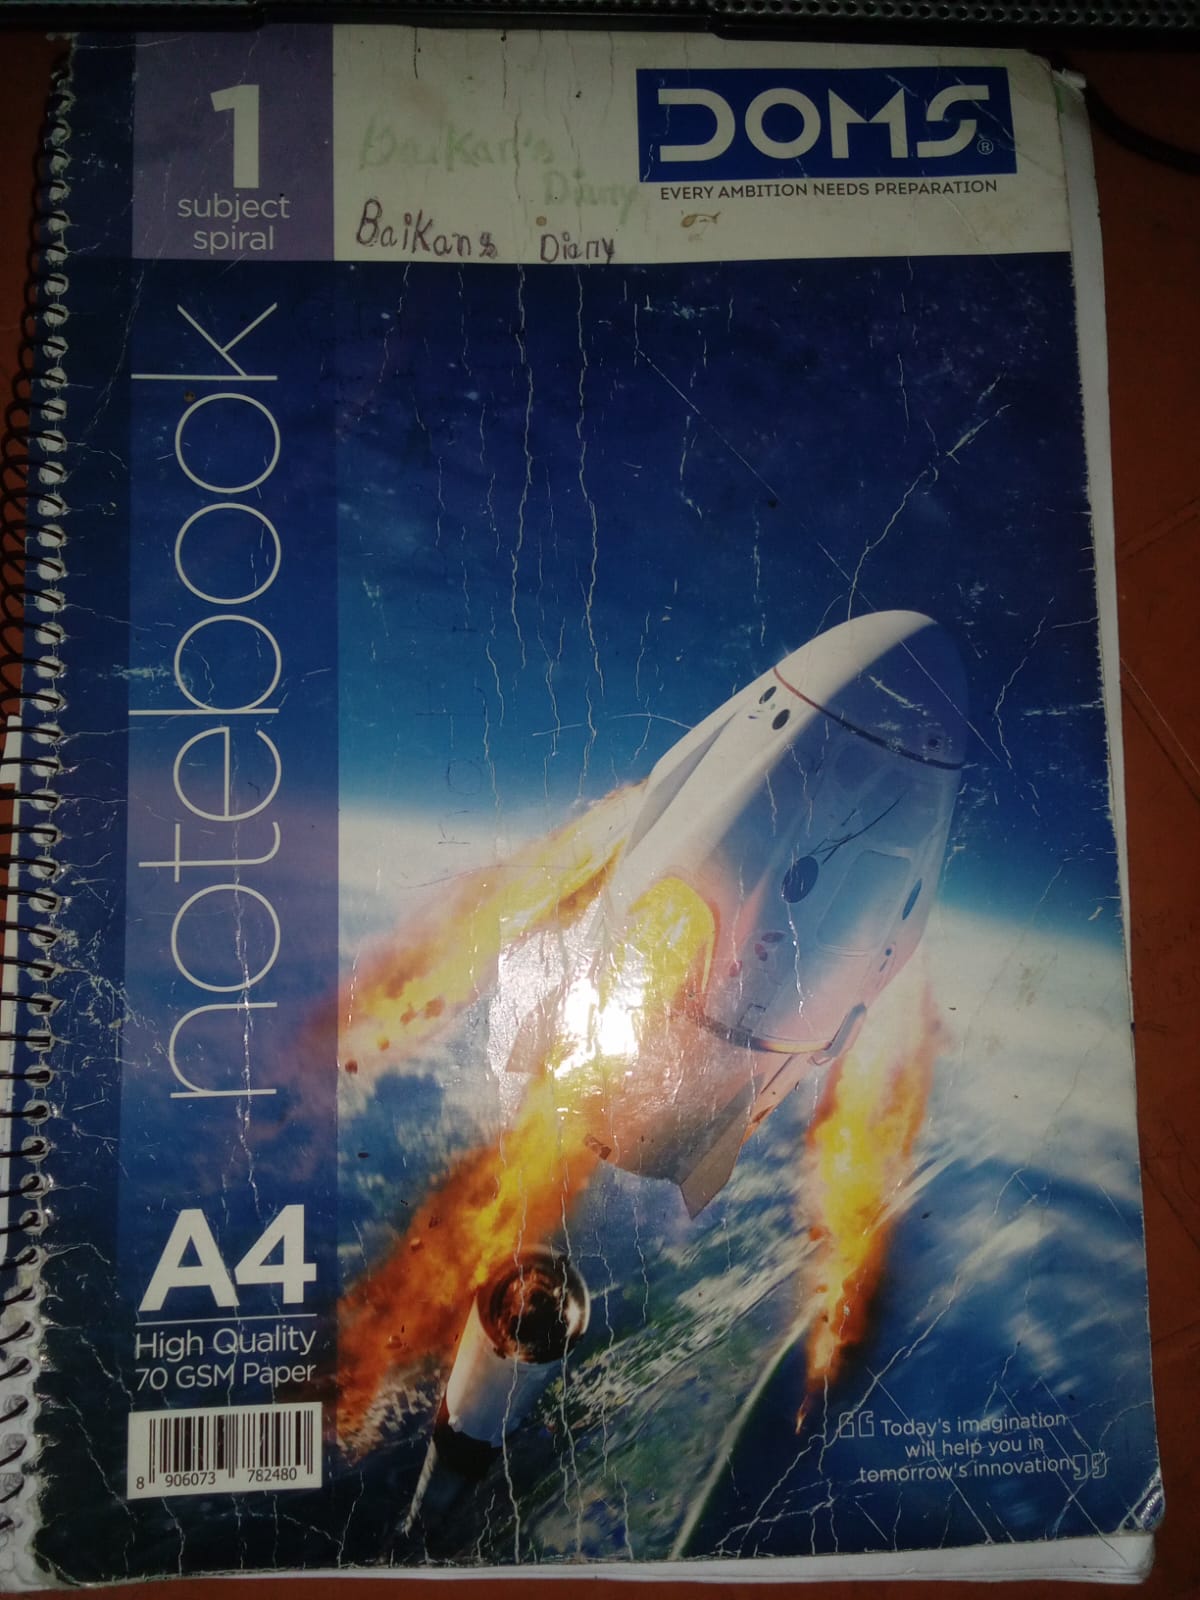 1
subject
spiral
Baikan's
Diary
BaiKans Diary
DOMS®
EVERY AMBITION NEEDS PREPARATION
notebook
A4
High Quality
70 GSM Paper
8 906073 782480
“Today's imagination
will help you in
tomorrow's innovation”